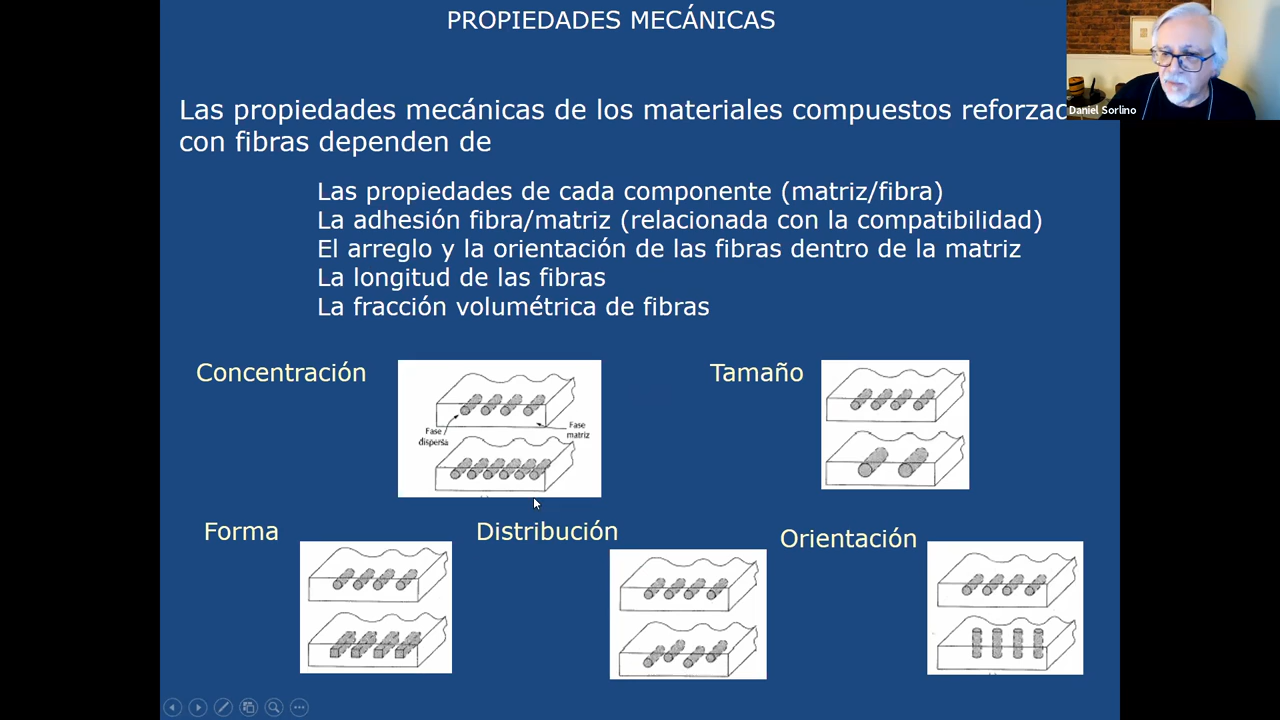 PROPIEDADES MECÁNICAS
Daniel Sorlino
Las propiedades mecánicas de los materiales compuestos reforzad
con fibras dependen de
Las propiedades de cada componente (matriz/fibra)
La adhesión fibra/matriz (relacionada con la compatibilidad)
El arreglo y la orientación de las fibras dentro de la matriz
La longitud de las fibras
La fracción volumétrica de fibras
Concentración
Fase
dispersa
Fase
matriz
Tamaño
Forma
Distribución
Orientación